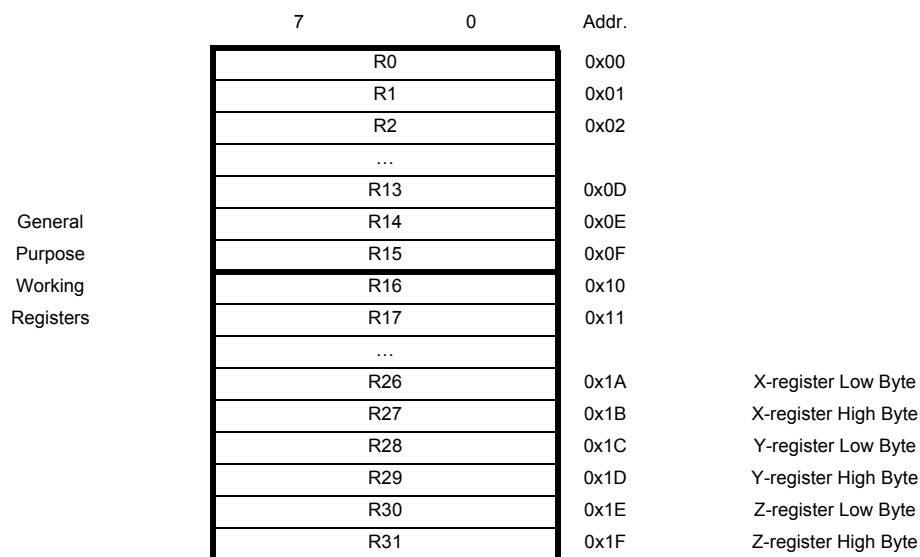 7 0 Addr.
R0 0x00
R1 0x01
R2 0x02
…
R13 0x0D
General R14 0x0E
Purpose R15 0x0F
Working R16 0x10
Registers R17 0x11
…
R26 0x1A X-register Low Byte
R27 0x1B X-register High Byte
R28 0x1C Y-register Low Byte
R29 0x1D Y-register High Byte
R30 0x1E Z-register Low Byte
R31 0x1F Z-register High Byte